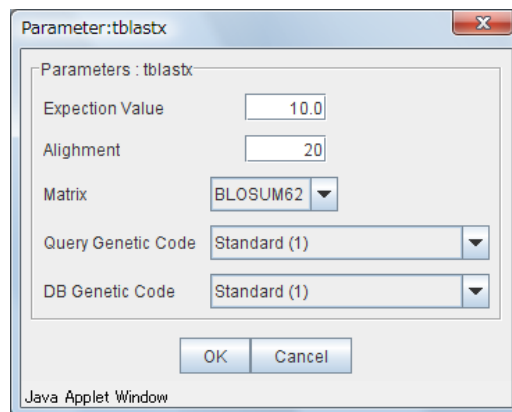 Parameter:tblastx
Parameters : tblastx
Expection Value 10.0
Alighment 20
Matrix BLOSUM62
Query Genetic Code Standard (1)
DB Genetic Code Standard (1)
OK Cancel
Java Applet Window